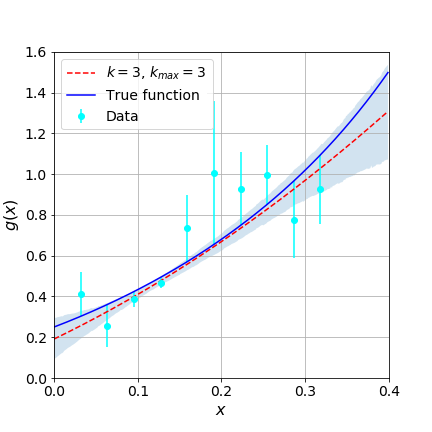 1.6
1.4
1.2
1.0
0.8
0.6
0.4
0.2
0.0
g(x)
k = 3, k_max = 3
True function
Data
0.0 0.1 0.2 0.3 0.4
x